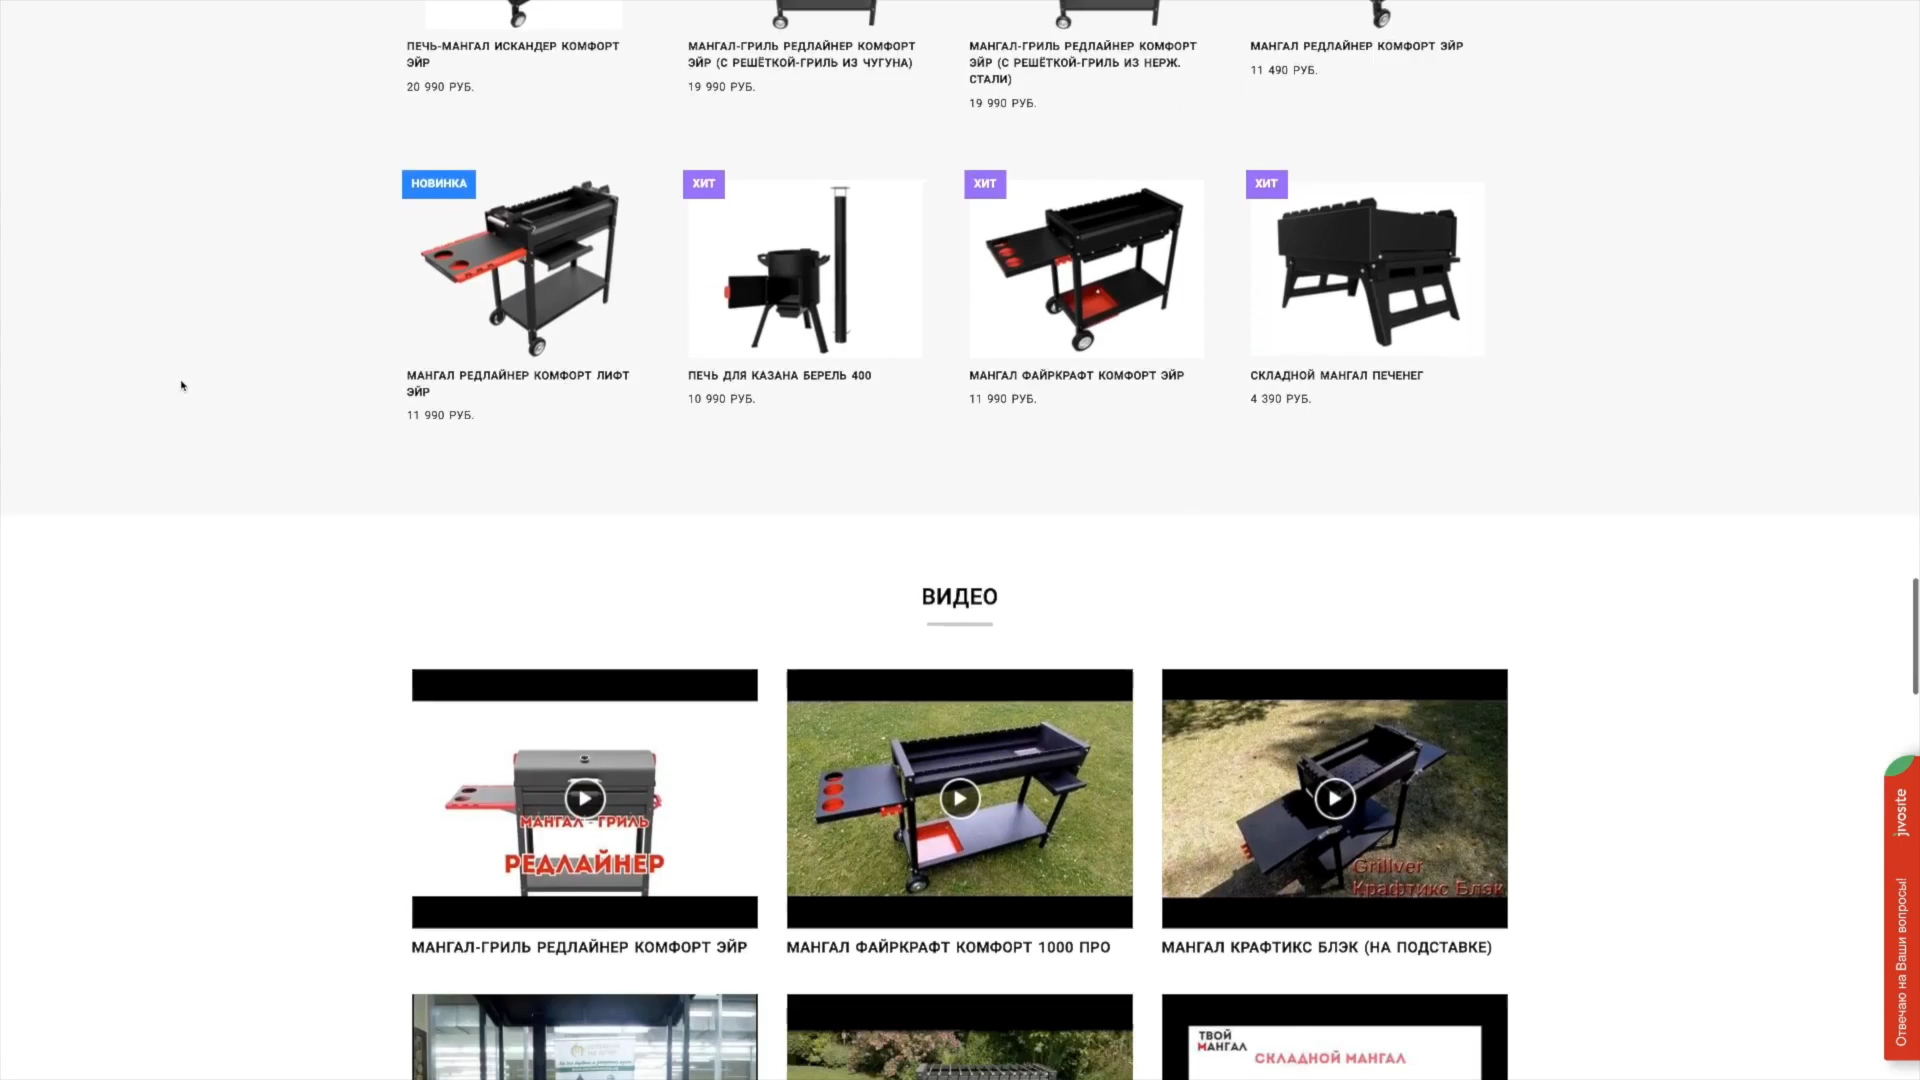 ПЕЧЬ-МАНГАЛ ИСКАНДЕР КОМФОРТ
ЭЙР
20 990 РУБ.
МАНГАЛ-ГРИЛЬ РЕДЛАЙНЕР КОМФОРТ
ЭЙР (С РЕШЁТКОЙ-ГРИЛЬ ИЗ ЧУГУНА)
19 990 РУБ.
МАНГАЛ-ГРИЛЬ РЕДЛАЙНЕР КОМФОРТ
ЭЙР (С РЕШЁТКОЙ-ГРИЛЬ ИЗ НЕРЖ.
СТАЛИ)
19 990 РУБ.
МАНГАЛ РЕДЛАЙНЕР КОМФОРТ ЭЙР
11 490 РУБ.
НОВИНКА
МАНГАЛ РЕДЛАЙНЕР КОМФОРТ ЛИФТ
ЭЙР
11 990 РУБ.
ХИТ
ПЕЧЬ ДЛЯ КАЗАНА БЕРЕЛЬ 400
10 990 РУБ.
ХИТ
МАНГАЛ ФАЙРКРАФТ КОМФОРТ ЭЙР
11 990 РУБ.
ХИТ
СКЛАДНОЙ МАНГАЛ ПЕЧЕНЕГ
4 390 РУБ.
ВИДЕО
МАНГАЛ - ГРИЛЬ
РЕДЛАЙНЕР
МАНГАЛ-ГРИЛЬ РЕДЛАЙНЕР КОМФОРТ ЭЙР
МАНГАЛ ФАЙРКРАФТ КОМФОРТ 1000 ПРО
Grillver
Крафтикс Блэк
МАНГАЛ КРАФТИКС БЛЭК (НА ПОДСТАВКЕ)
ТВОЙ
МАНГАЛ
СКЛАДНОЙ МАНГАЛ
Отвечаю на Ваши вопросы!
jivosite